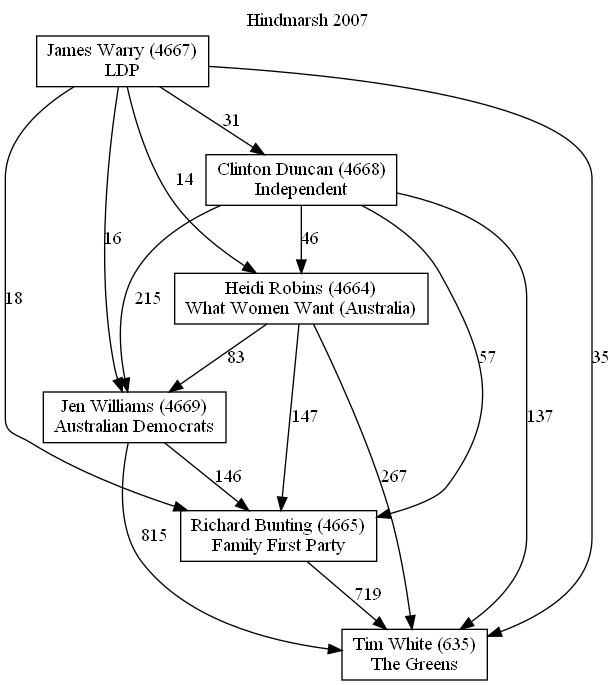 Hindmarsh 2007
James Warry (4667)
LDP
31
Clinton Duncan (4668)
Independent
14
16
215
46
Heidi Robins (4664)
What Women Want (Australia)
18
83
57
35
Jen Williams (4669)
Australian Democrats
147
137
146
267
Richard Bunting (4665)
Family First Party
815
719
Tim White (635)
The Greens